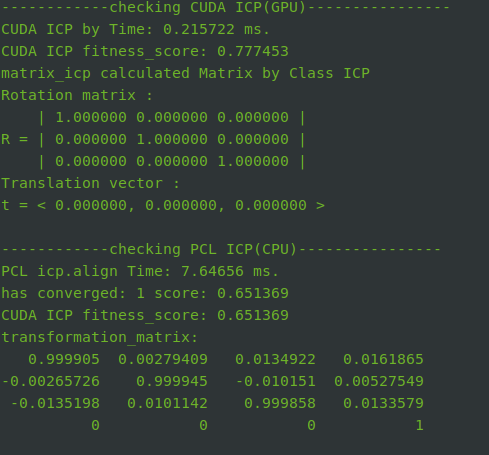 ------------checking CUDA ICP(GPU)----------------
CUDA ICP by Time: 0.215722 ms.
CUDA ICP fitness_score: 0.777453
matrix_icp calculated Matrix by Class ICP
Rotation matrix :
    | 1.000000 0.000000 0.000000 |
R = | 0.000000 1.000000 0.000000 |
    | 0.000000 0.000000 1.000000 |
Translation vector :
t = < 0.000000, 0.000000, 0.000000 >

------------checking PCL ICP(CPU)----------------
PCL icp.align Time: 7.64656 ms.
has converged: 1 score: 0.651369
CUDA ICP fitness_score: 0.651369
transformation_matrix:
   0.999905  0.00279409   0.0134922   0.0161865
-0.00265726    0.999945   -0.010151  0.00527549
 -0.0135198   0.0101142    0.999858   0.0133579
          0           0           0           1